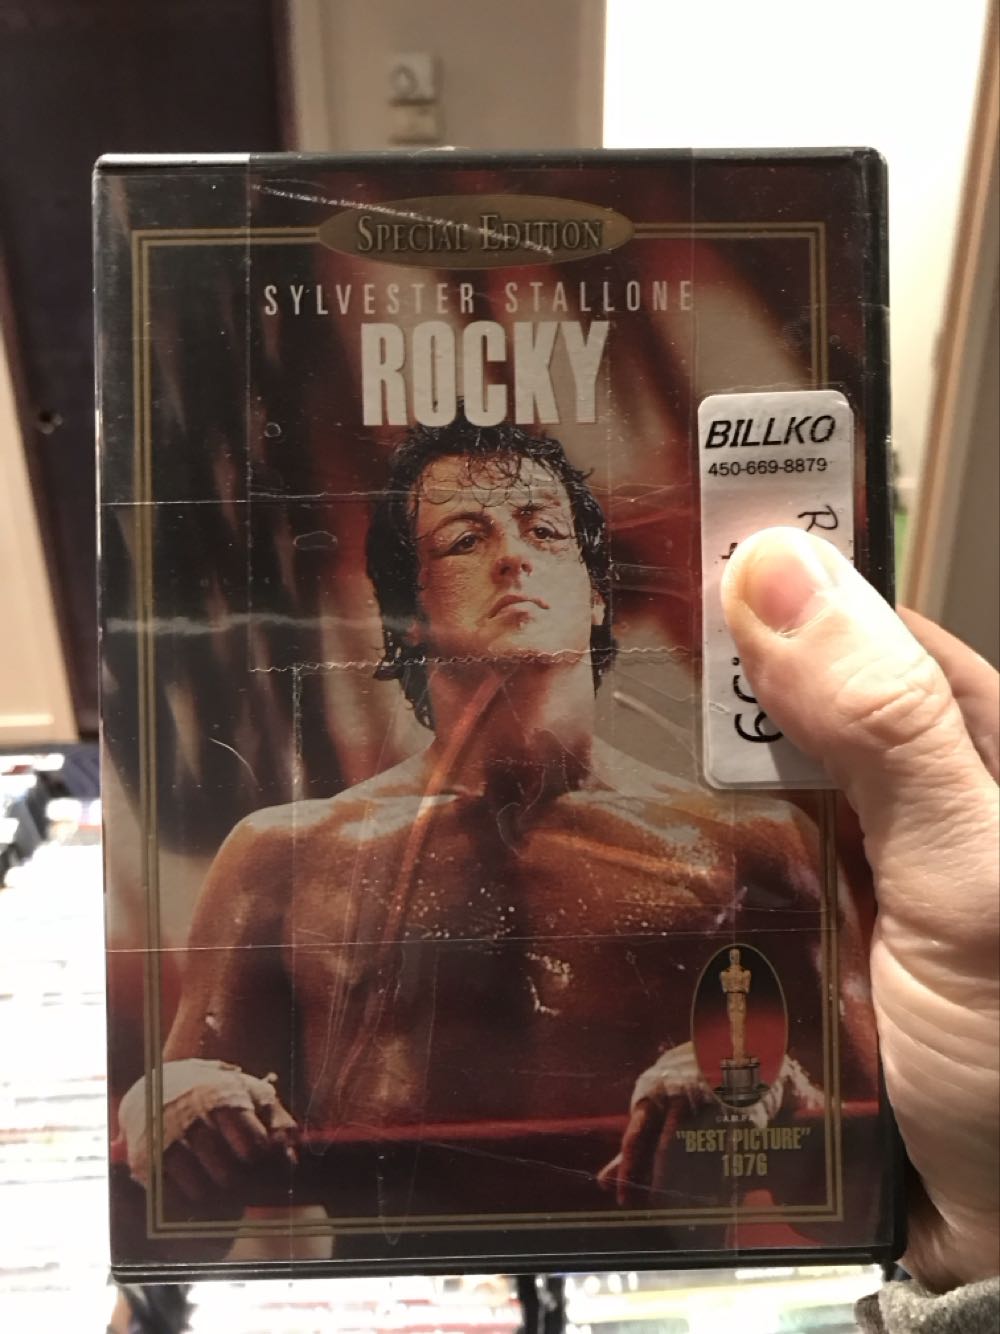 SPECIAL EDITION
SYLVESTER STALLONE
ROCKY
BILLKO
450-669-8879
"BEST PICTURE"
1976